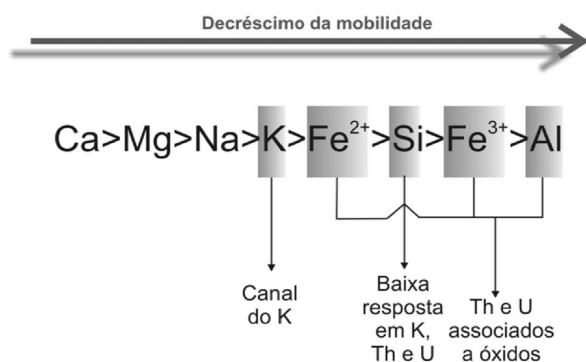 Decréscimo da mobilidade
Ca>Mg>Na>K>Fe²⁺>Si>Fe³⁺>Al
Canal
do K
Baixa
resposta
em K,
Th e U
Th e U
associados
a óxidos